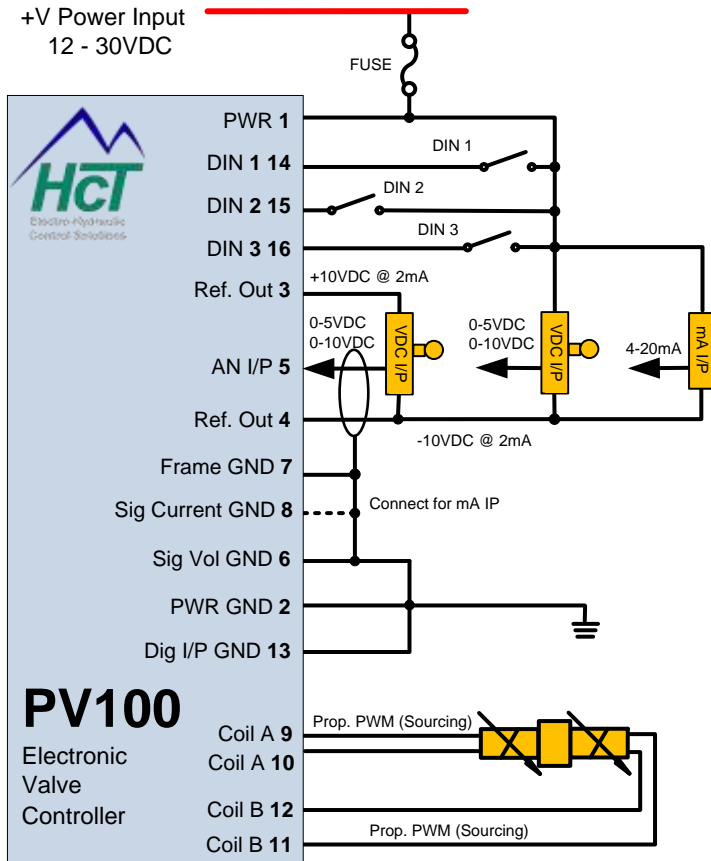 +V Power Input
12 - 30VDC
FUSE
PWR 1
DIN 1 14
DIN 1
DIN 2 15
DIN 2
DIN 3 16
DIN 3
HcT
Electro-Hydraulic
Control Solutions
Ref. Out 3
+10VDC @ 2mA
0-5VDC
0-10VDC
VDC I/P
0-5VDC
0-10VDC
VDC I/P
4-20mA
mA I/P
AN I/P 5
Ref. Out 4
-10VDC @ 2mA
Frame GND 7
Sig Current GND 8
Connect for mA IP
Sig Vol GND 6
PWR GND 2
Dig I/P GND 13
PV100
Electronic
Valve
Controller
Coil A 9
Prop. PWM (Sourcing)
Coil A 10
Coil B 12
Coil B 11
Prop. PWM (Sourcing)